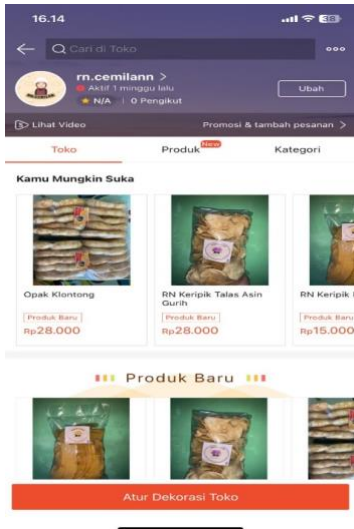 16.14
Cari di Toko
rn.cemilann >
Aktif 1 minggu lalu
N/A | 0 Pengikut
Ubah
Lihat Video
Promosi & tambah pesanan >
Toko
Produk
New
Kategori
Kamu Mungkin Suka
Opak Klontong
Produk Baru
Rp28.000
RN Keripik Talas Asin
Gurih
Produk Baru
Rp28.000
RN Keripik
Produk Baru
Rp15.000
Produk Baru
Atur Dekorasi Toko